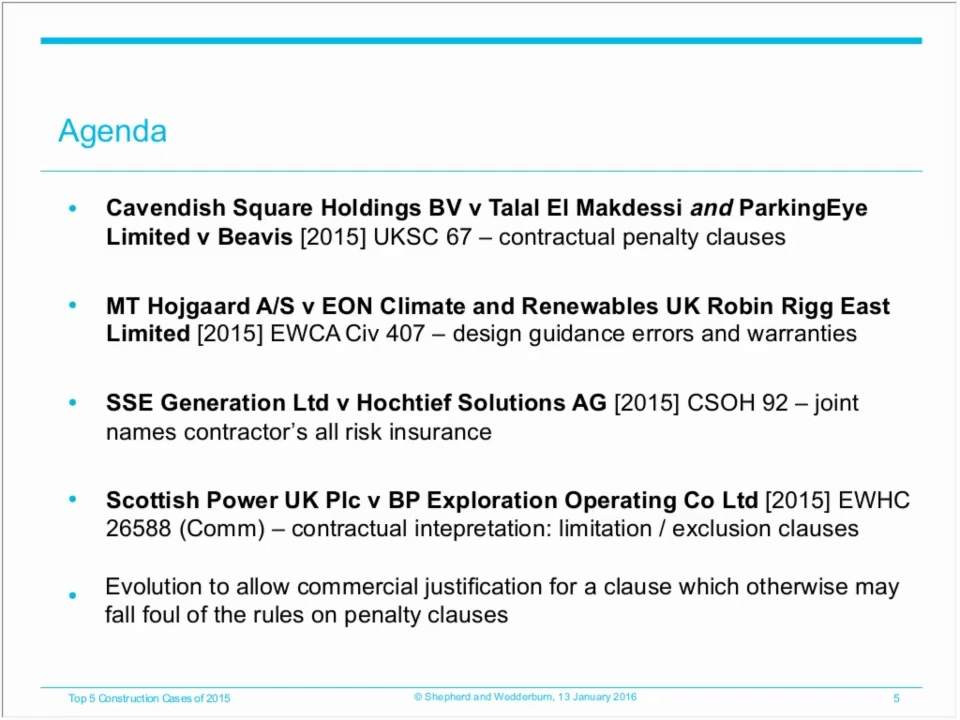 Agenda
• Cavendish Square Holdings BV v Talal El Makdessi and ParkingEye
Limited v Beavis [2015] UKSC 67 – contractual penalty clauses
• MT Hojgaard A/S v EON Climate and Renewables UK Robin Rigg East
Limited [2015] EWCA Civ 407 – design guidance errors and warranties
• SSE Generation Ltd v Hochtief Solutions AG [2015] CSOH 92 – joint
names contractor’s all risk insurance
• Scottish Power UK Plc v BP Exploration Operating Co Ltd [2015] EWHC
26588 (Comm) – contractual intepretation: limitation / exclusion clauses
• Evolution to allow commercial justification for a clause which otherwise may
fall foul of the rules on penalty clauses
Top 5 Construction Cases of 2015 © Shepherd and Wedderburn, 13 January 2016 5